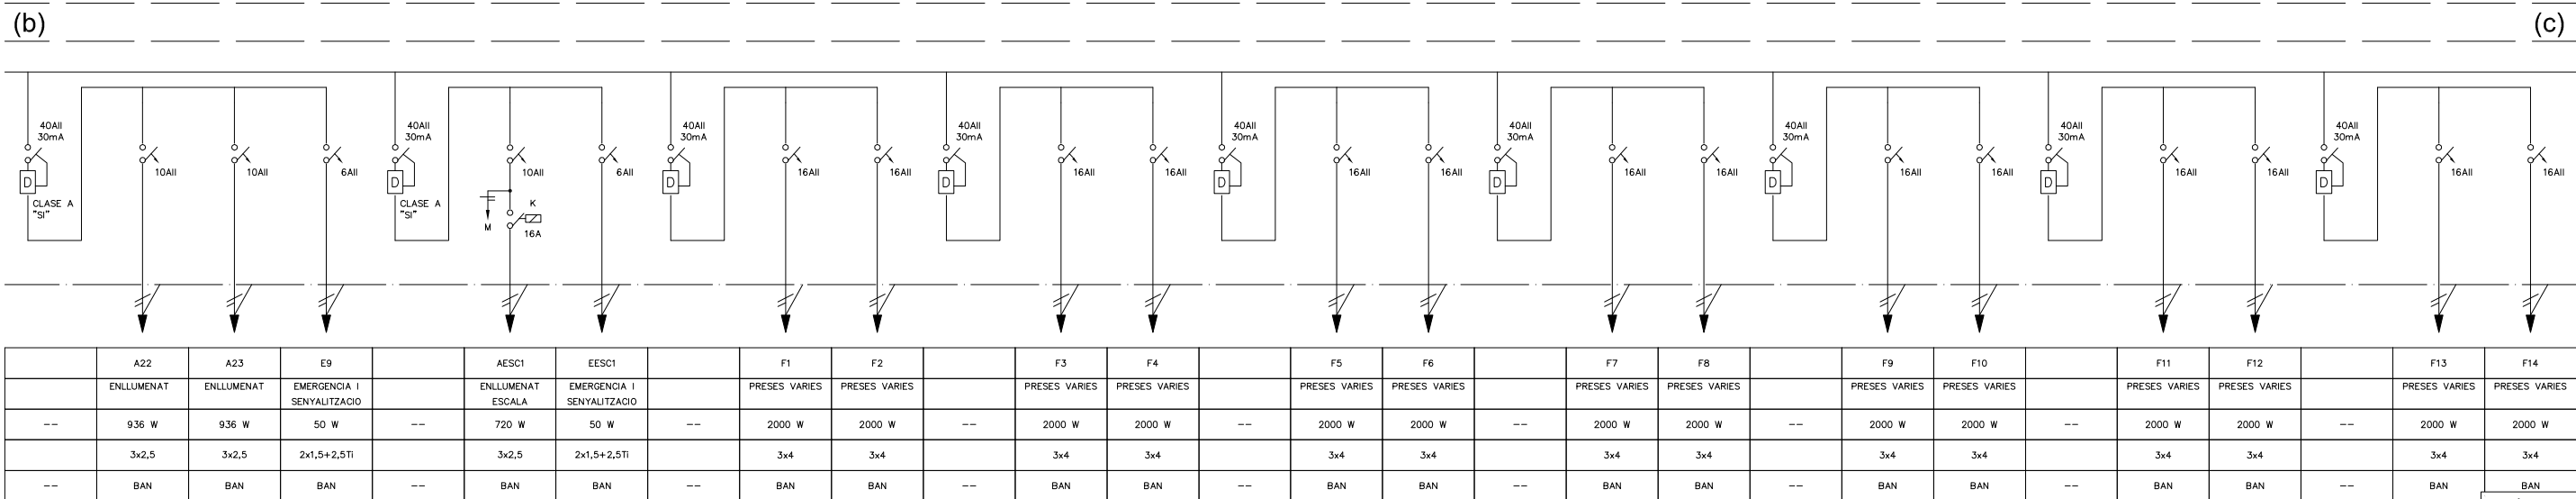 (b) (c)
40AII 40AII 40AII 40AII 40AII 40AII 40AII 40AII 40AII
30mA 30mA 30mA 30mA 30mA 30mA 30mA 30mA 30mA
10AII 10AII 6AII 10AII 6AII 16AII 16AII 16AII 16AII 16AII 16AII 16AII 16AII 16AII 16AII 16AII 16AII 16AII 16AII
D D D D D D D D D
CLASE A CLASE A K
"SI" "SI"
M 16A
A22 A23 E9 AESC1 EESC1 F1 F2 F3 F4 F5 F6 F7 F8 F9 F10 F11 F12 F13 F14
ENLLUMENAT ENLLUMENAT EMERGENCIA I ENLLUMENAT EMERGENCIA I PRESES VARIES PRESES VARIES PRESES VARIES PRESES VARIES PRESES VARIES PRESES VARIES PRESES VARIES PRESES VARIES PRESES VARIES PRESES VARIES PRESES VARIES PRESES VARIES PRESES VARIES PRESES VARIES
SENYALITZACIO ESCALA SENYALITZACIO
-- 936 W 936 W 50 W -- 720 W 50 W -- 2000 W 2000 W -- 2000 W 2000 W -- 2000 W 2000 W -- 2000 W 2000 W -- 2000 W 2000 W -- 2000 W 2000 W -- 2000 W 2000 W
3x2,5 3x2,5 2x1,5+2,5Ti 3x2,5 2x1,5+2,5Ti 3x4 3x4 3x4 3x4 3x4 3x4 3x4 3x4 3x4 3x4 3x4 3x4 3x4 3x4
-- BAN BAN BAN -- BAN BAN -- BAN BAN -- BAN BAN -- BAN BAN -- BAN BAN -- BAN BAN -- BAN BAN -- BAN BAN